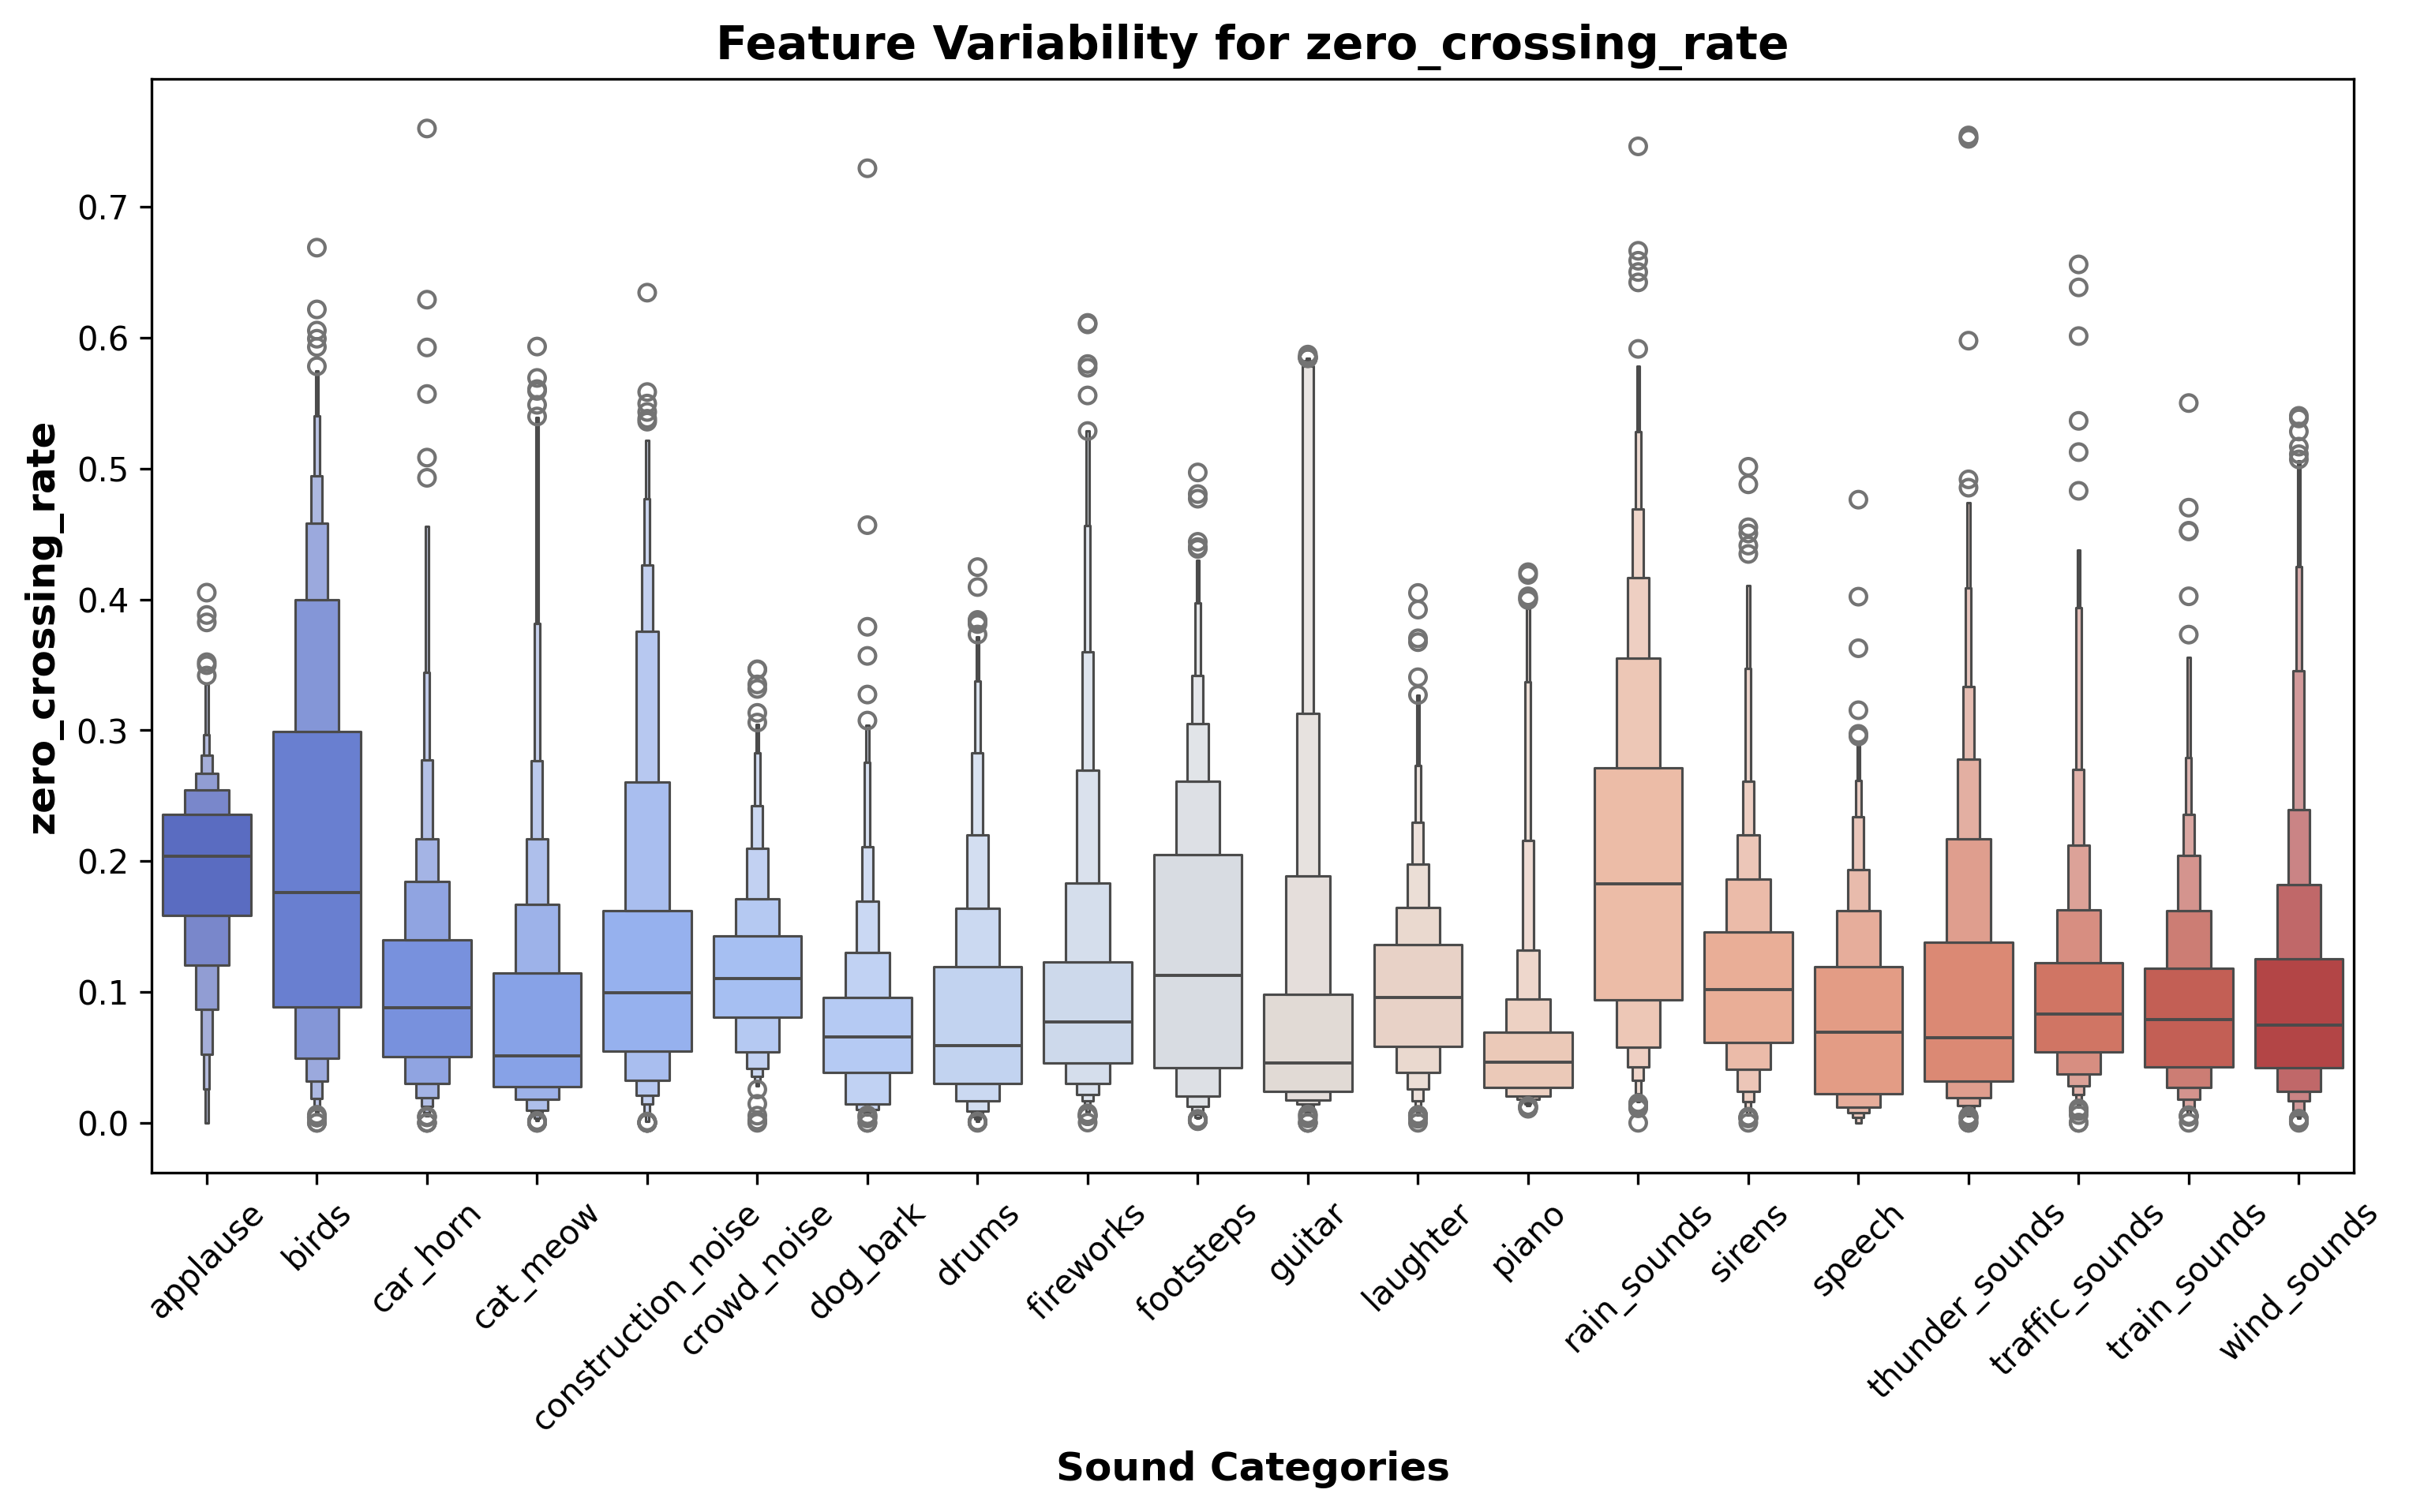 Feature Variability for zero_crossing_rate
zero_crossing_rate
0.7
0.6
0.5
0.4
0.3
0.2
0.1
0.0
applause
birds
car_horn
cat_meow
construction_noise
crowd_noise
dog_bark
drums
fireworks
footsteps
guitar
laughter
piano
rain_sounds
sirens
speech
thunder_sounds
traffic_sounds
train_sounds
wind_sounds
Sound Categories